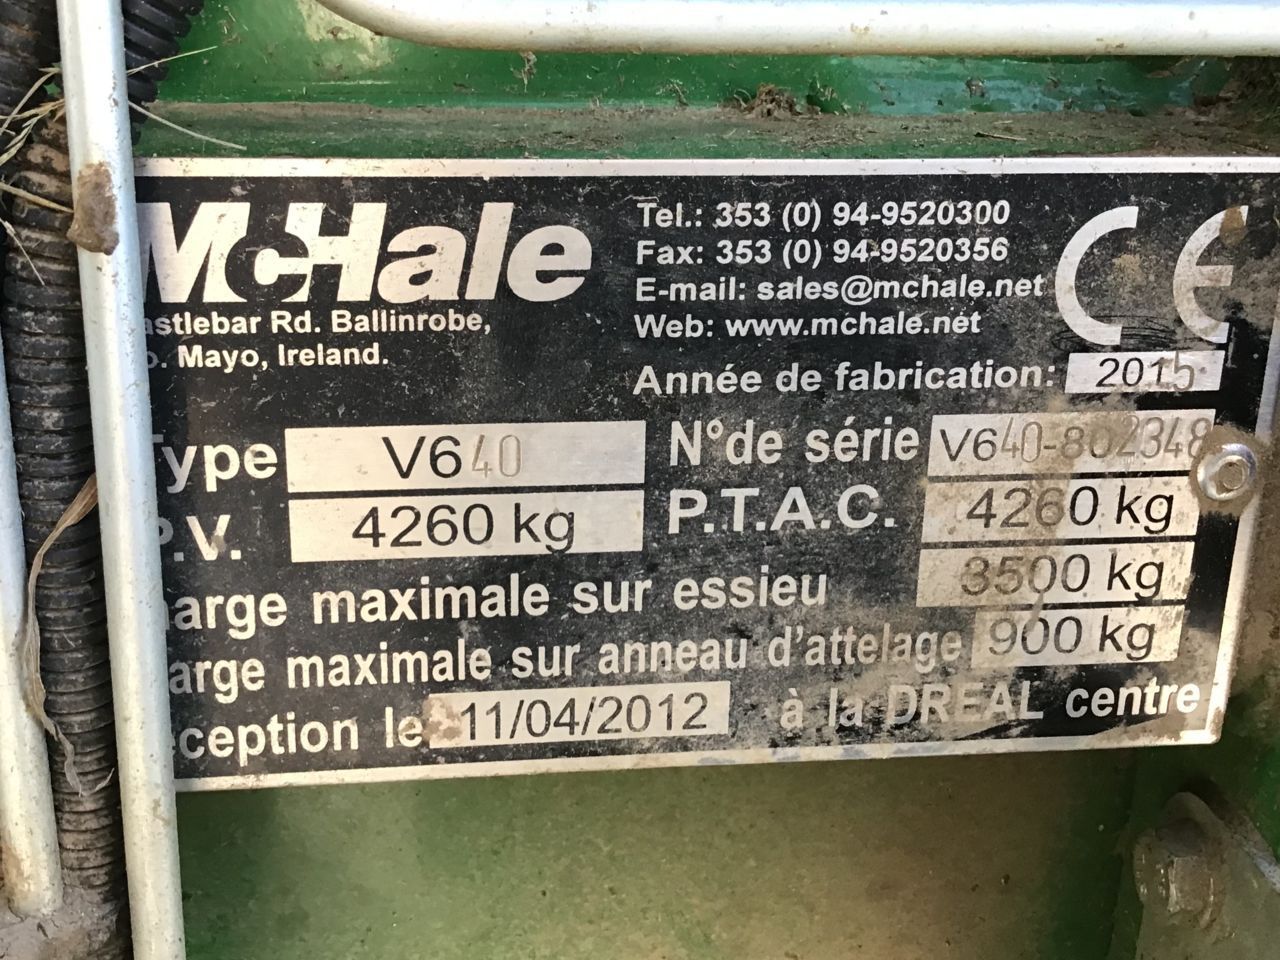 McHale
astlebar Rd. Ballinrobe,
o. Mayo, Ireland.
Tel.: 353 (0) 94-9520300
Fax: 353 (0) 94-9520356
E-mail: sales@mchale.net
Web: www.mchale.net
CE
Année de fabrication: 2015
Type V640
N°de série V640-802348
P.V. 4260 kg
P.T.A.C. 4260 kg
harge maximale sur essieu 3500 kg
arge maximale sur anneau d'attelage 900 kg
ception le 11/04/2012 à la DREAL centre